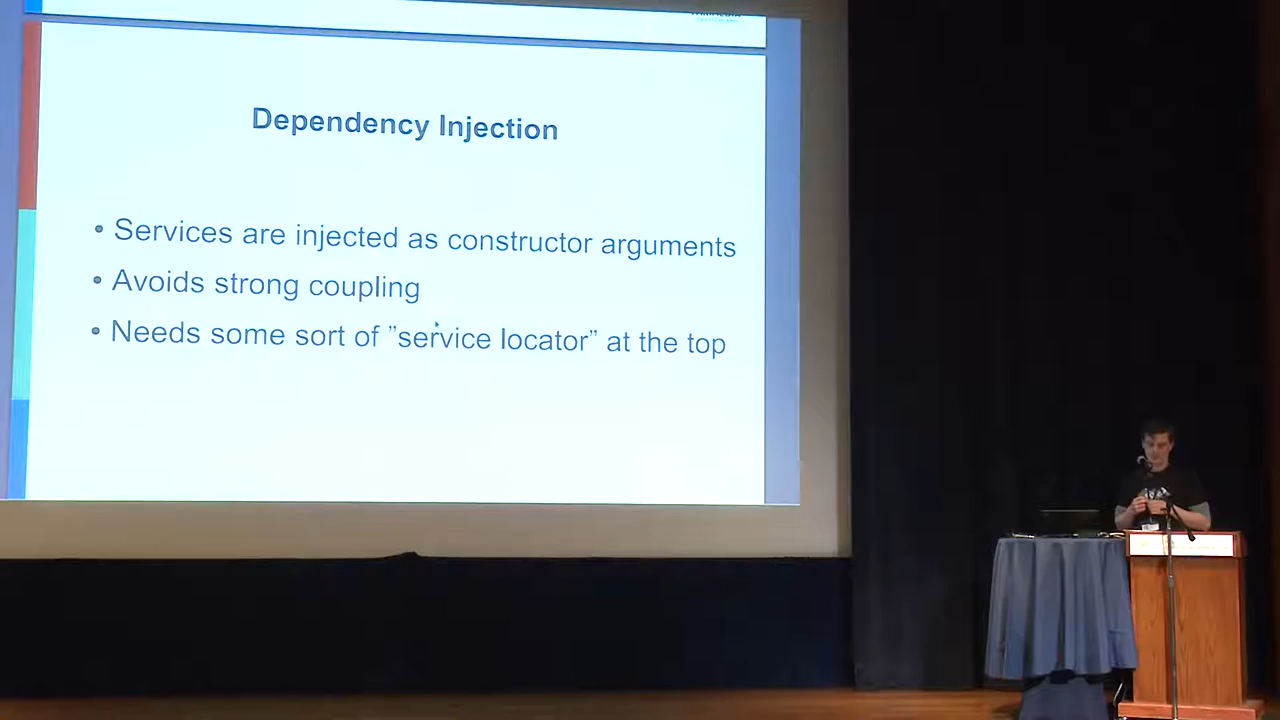 Dependency Injection
• Services are injected as constructor arguments
• Avoids strong coupling
• Needs some sort of ”service locator” at the top